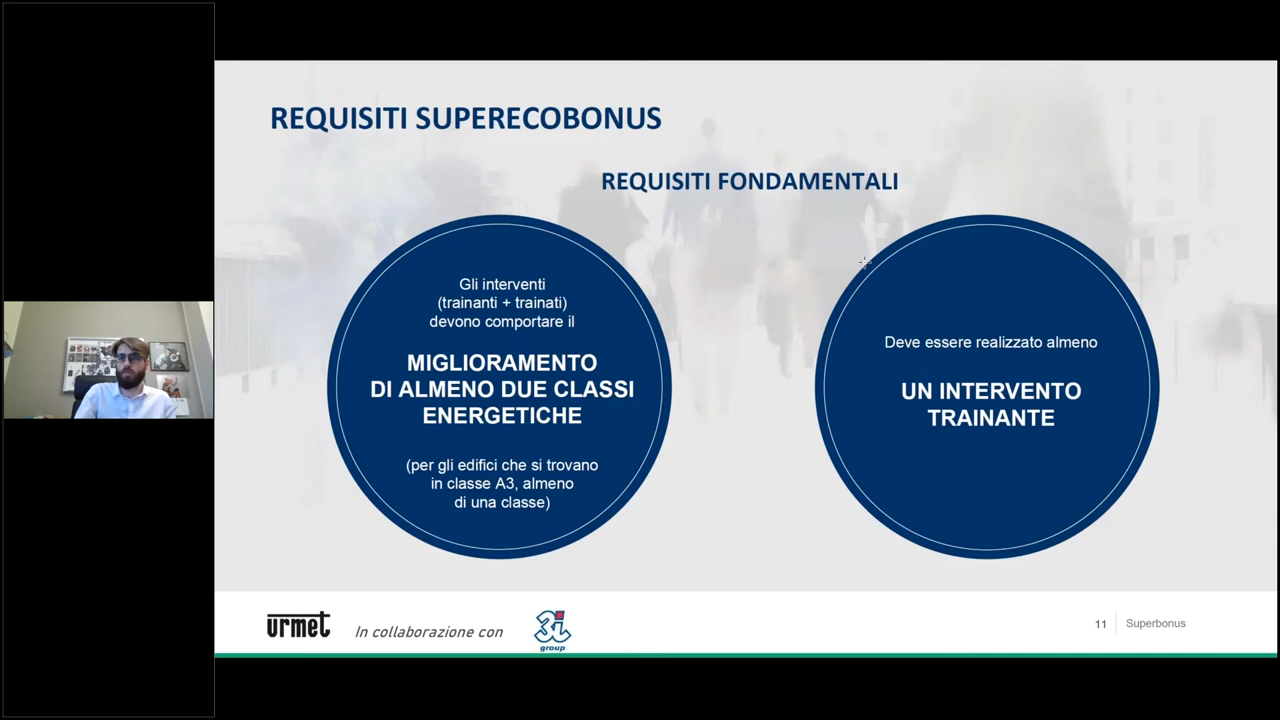 REQUISITI SUPERECOBONUS
REQUISITI FONDAMENTALI
Gli interventi
(trainanti + trainati)
devono comportare il
MIGLIORAMENTO
DI ALMENO DUE CLASSI
ENERGETICHE
(per gli edifici che si trovano
in classe A3, almeno
di una classe)
Deve essere realizzato almeno
UN INTERVENTO
TRAINANTE
urmet
In collaborazione con
3i
group
11
Superbonus